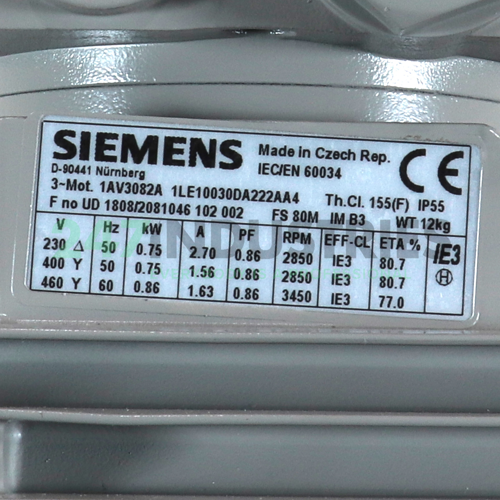 SIEMENS
D-90441 Nürnberg
Made in Czech Rep.
IEC/EN 60034
CE
3~Mot. 1AV3082A 1LE10030DA222AA4 Th.Cl. 155(F) IP55
F no UD 1808/2081046 102 002 FS 80M IM B3 WT 12kg
V Hz kW A PF RPM EFF-CL ETA %
230 Δ 50 0.75 2.70 0.86 2850 IE3 80.7
400 Y 50 0.75 1.56 0.86 2850 IE3 80.7
460 Y 60 0.86 1.63 0.86 3450 IE3 77.0
IE3
H